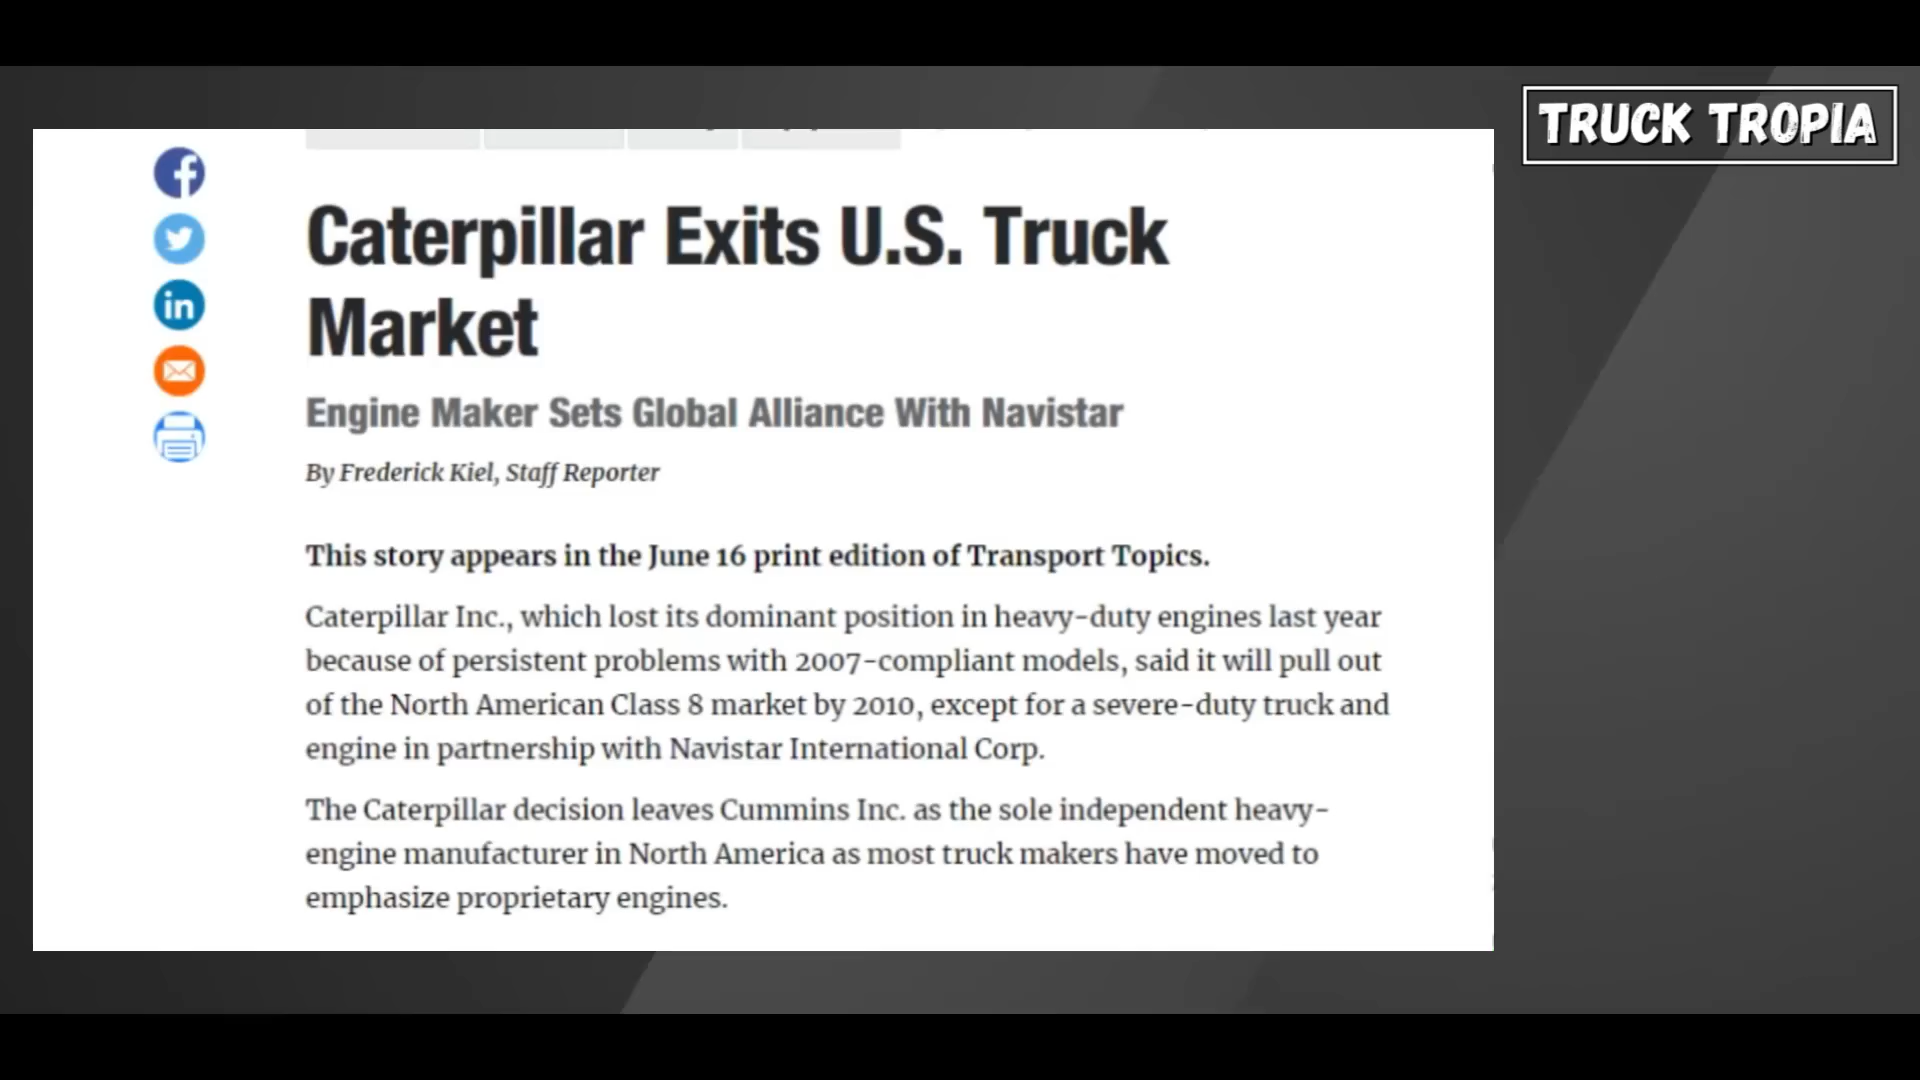 TRUCK TROPIA
Caterpillar Exits U.S. Truck
Market
Engine Maker Sets Global Alliance With Navistar
By Frederick Kiel, Staff Reporter
This story appears in the June 16 print edition of Transport Topics.
Caterpillar Inc., which lost its dominant position in heavy-duty engines last year
because of persistent problems with 2007-compliant models, said it will pull out
of the North American Class 8 market by 2010, except for a severe-duty truck and
engine in partnership with Navistar International Corp.
The Caterpillar decision leaves Cummins Inc. as the sole independent heavy-
engine manufacturer in North America as most truck makers have moved to
emphasize proprietary engines.